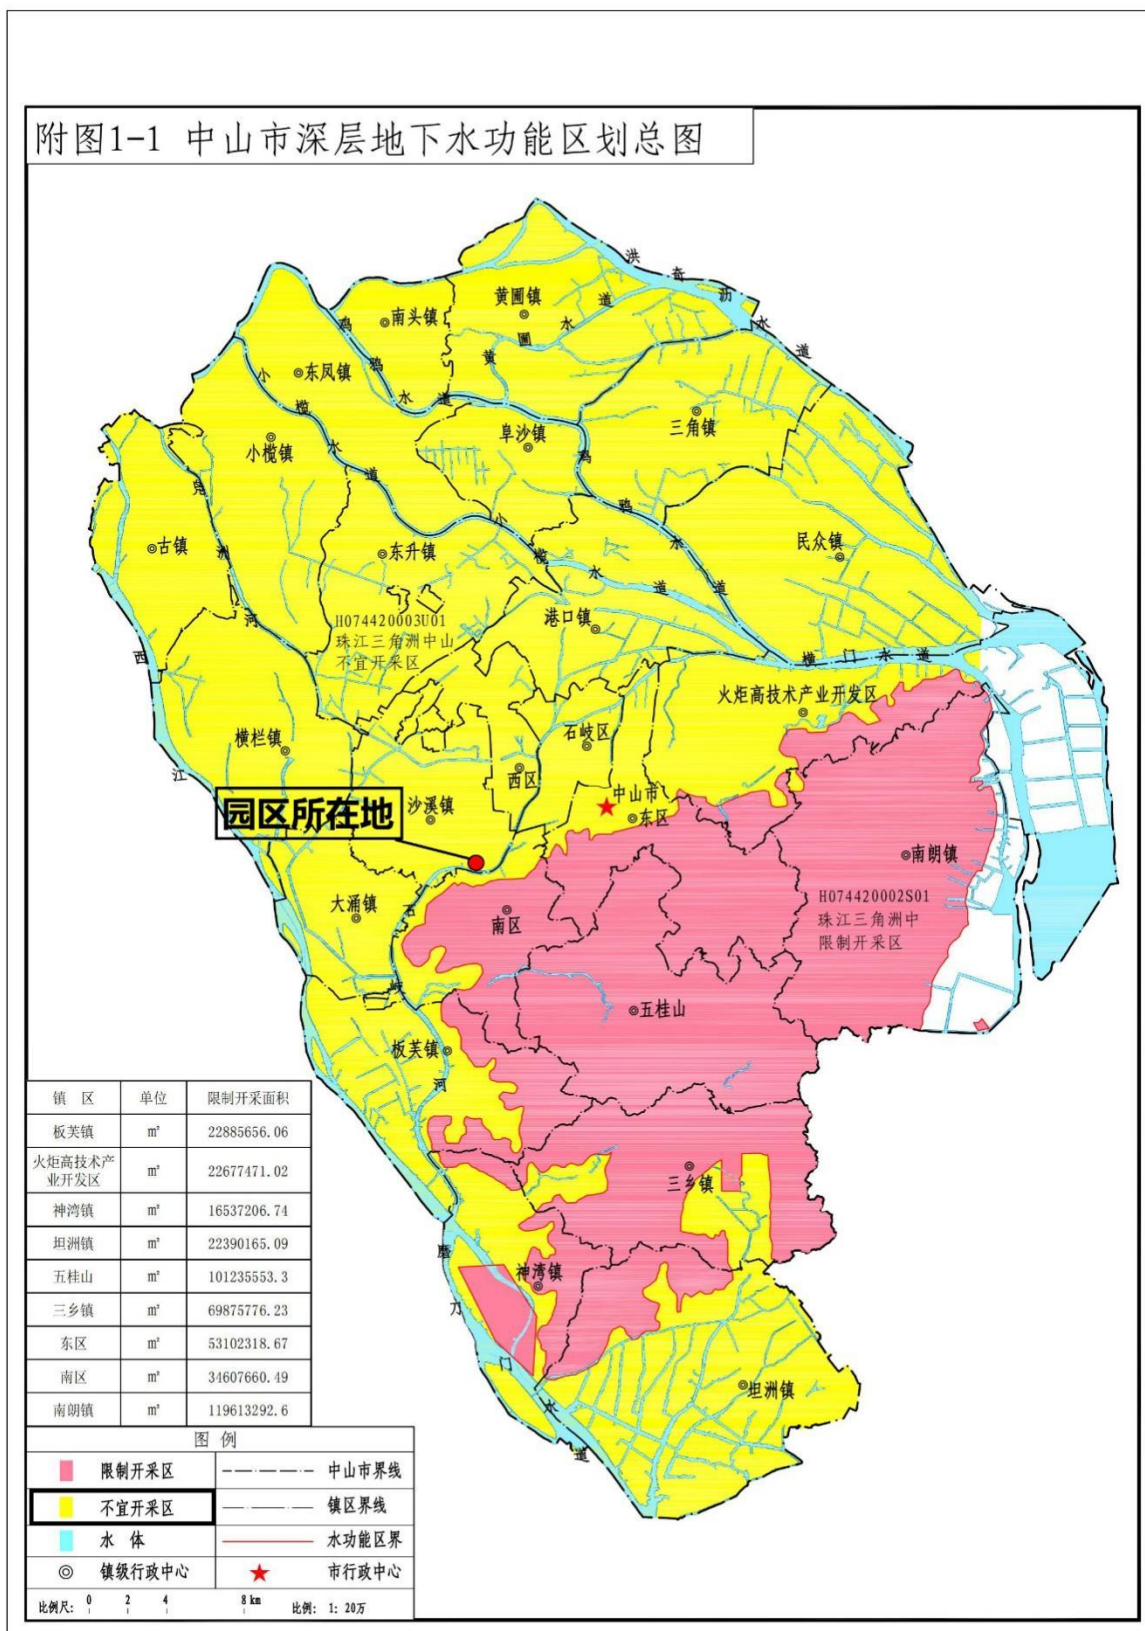 附图1-1 中山市深层地下水功能区划总图
洪奇沥水道
黄圃镇
南头镇
黄圃水道
鸡鸦水道
东凤镇
小榄水道
三角镇
阜沙镇
小榄镇
鸡鸦水道
凫洲河
小榄水道
古镇
东升镇
民众镇
H074420003U01
珠江三角洲中山
不宜开采区
港口镇
横门水道
西江
火炬高技术产业开发区
石岐区
横栏镇
西区
中山市
东区
沙溪镇
园区所在地
南朗镇
H074420002S01
珠江三角洲中
限制开采区
大涌镇
石岐河
南区
五桂山
板芙镇
三乡镇
磨刀门水道
神湾镇
坦洲镇
镇 区 单位 限制开采面积
板芙镇 m² 22885656.06
火炬高技术产
业开发区 m² 22677471.02
神湾镇 m² 16537206.74
坦洲镇 m² 22390165.09
五桂山 m² 101235553.3
三乡镇 m² 69875776.23
东区 m² 53102318.67
南区 m² 34607660.49
南朗镇 m² 119613292.6
图 例
限制开采区 中山市界线
不宜开采区 镇区界线
水 体 水功能区界
镇级行政中心 市行政中心
比例尺: 0 2 4 8 km 比例: 1: 20万